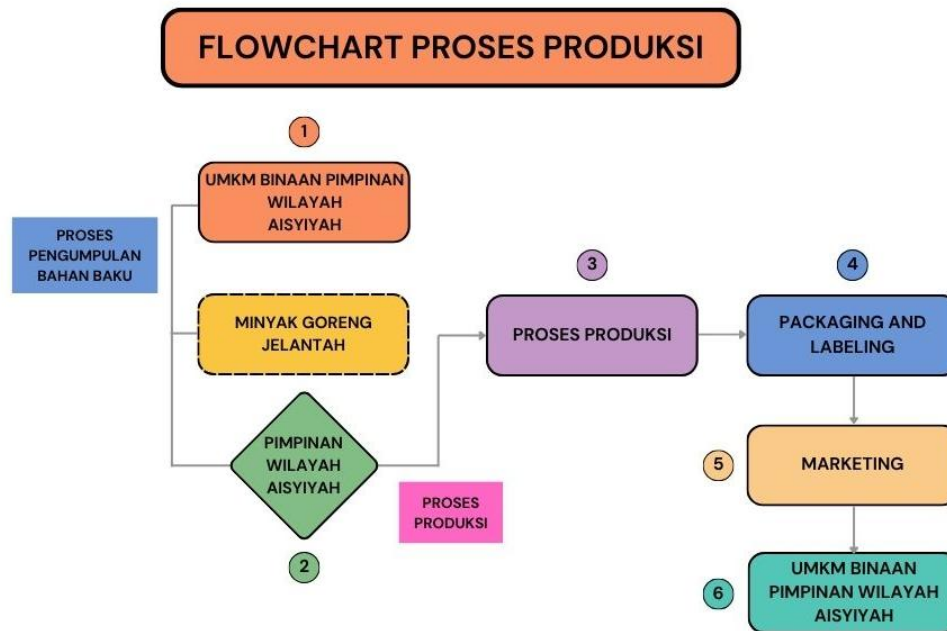 FLOWCHART PROSES PRODUKSI
1
UMKM BINAAN PIMPINAN
WILAYAH
AISYIYAH
PROSES
PENGUMPULAN
BAHAN BAKU
MINYAK GORENG
JELANTAH
PIMPINAN
WILAYAH
AISYIYAH
2
PROSES
PRODUKSI
3
PROSES PRODUKSI
4
PACKAGING AND
LABELING
5
MARKETING
6
UMKM BINAAN
PIMPINAN WILAYAH
AISYIYAH